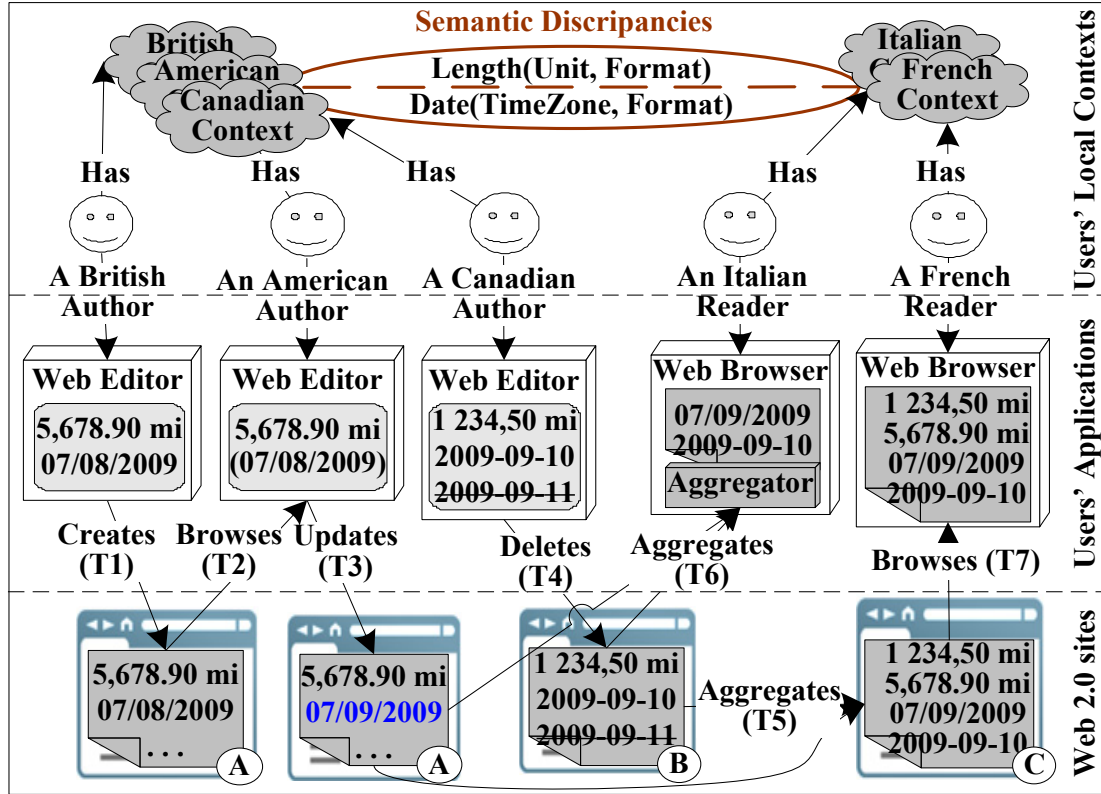 Semantic Discripancies
British
American
Canadian
Context
Length(Unit, Format)
Date(TimeZone, Format)
Italian
C
French
Context
Has
Has
Has
Has
Has
A British
Author
An American
Author
A Canadian
Author
An Italian
Reader
A French
Reader
Users' Local Contexts
Web Editor
5,678.90 mi
07/08/2009
Web Editor
5,678.90 mi
(07/08/2009)
Web Editor
1 234,50 mi
2009-09-10
2009-09-11
Web Browser
07/09/2009
2009-09-10
Aggregator
Web Browser
1 234,50 mi
5,678.90 mi
07/09/2009
2009-09-10
Users' Applications
Creates
(T1)
Browses
(T2)
Updates
(T3)
Deletes
(T4)
Aggregates
(T6)
Browses (T7)
5,678.90 mi
07/08/2009
. . .
A
5,678.90 mi
07/09/2009
. . .
A
1 234,50 mi
2009-09-10
2009-09-11
B
Aggregates
(T5)
1 234,50 mi
5,678.90 mi
07/09/2009
2009-09-10
C
Web 2.0 sites